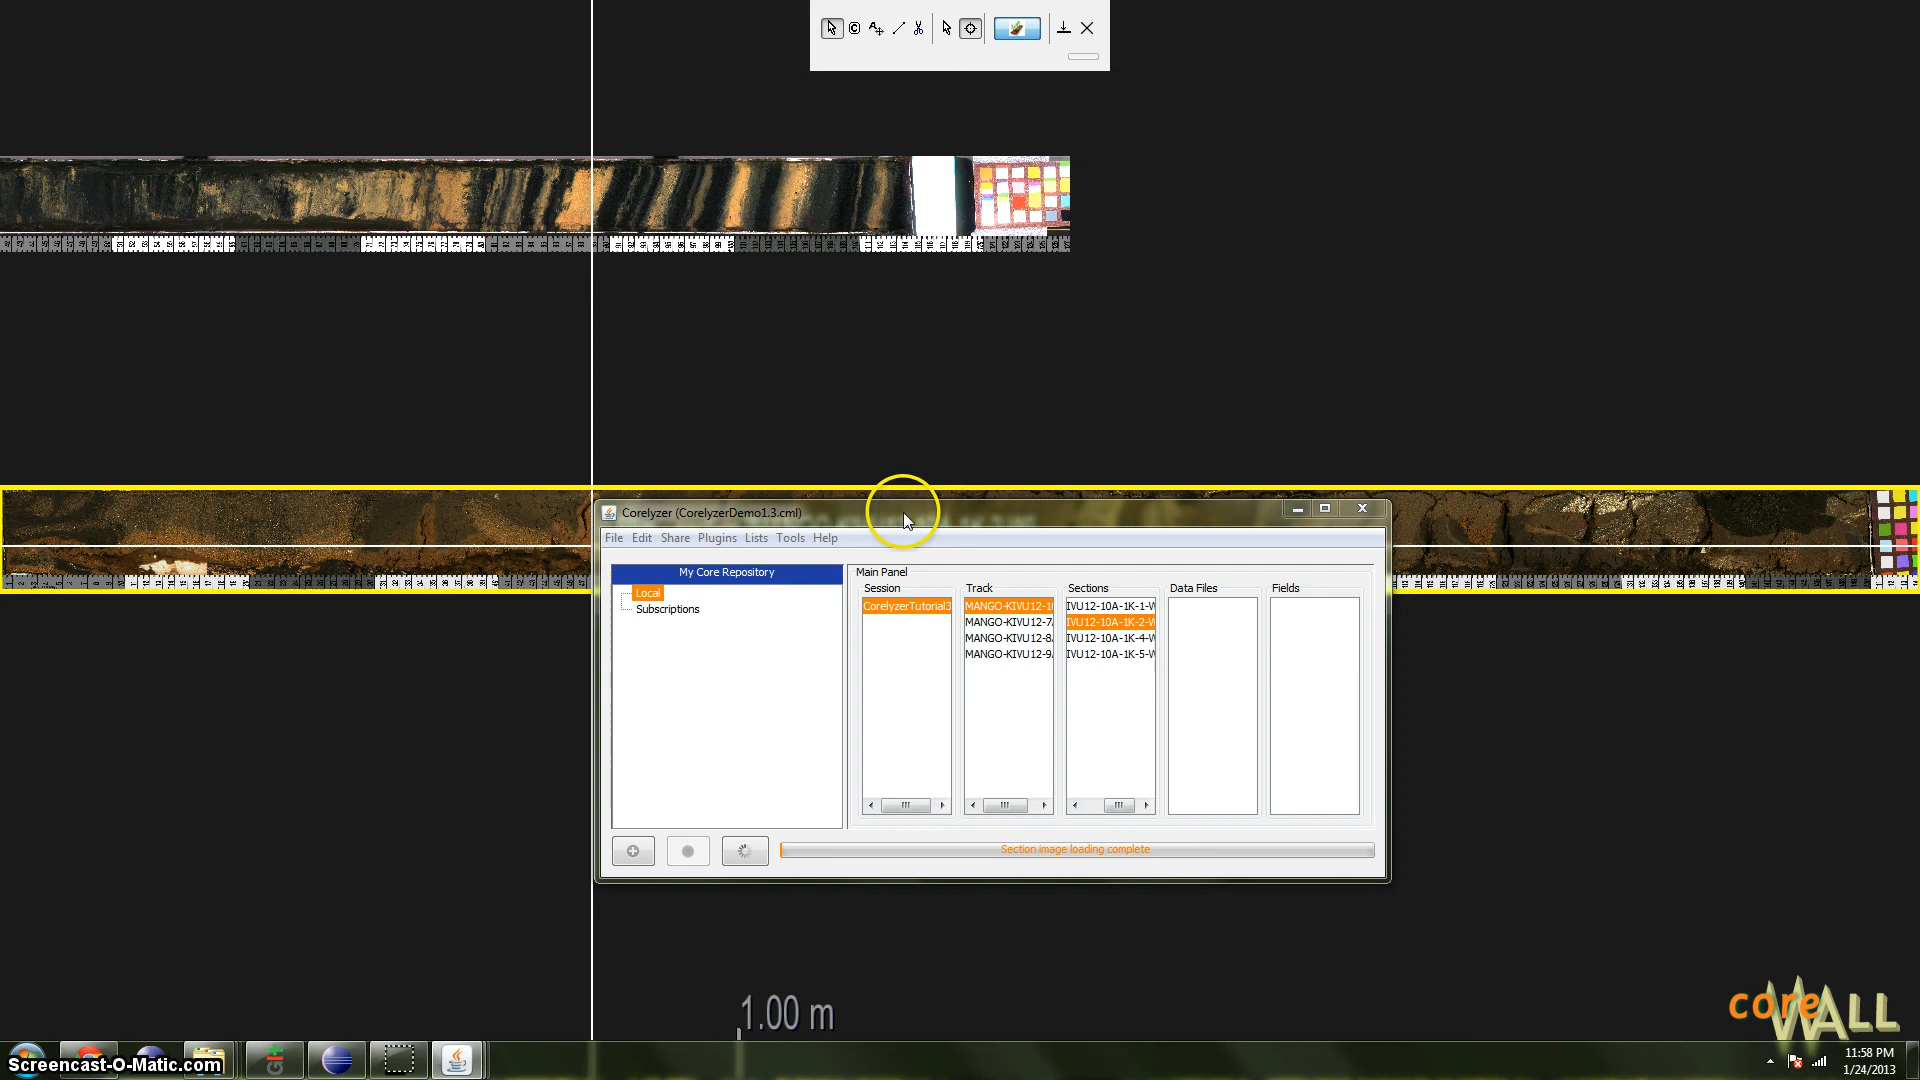 Corelyzer (CorelyzerDemo1.3.cml)
File Edit Share Plugins Lists Tools Help
My Core Repository
Local
Subscriptions
Main Panel
Session
Track
Sections
Data Files
Fields
CorelyzerTutorial3
MANGO-KIVU12-10
MANGO-KIVU12-7
MANGO-KIVU12-8
MANGO-KIVU12-9
IVU12-10A-1K-1-W
IVU12-10A-1K-2-W
IVU12-10A-1K-4-W
IVU12-10A-1K-5-W
Section image loading complete
1.00 m
coreWALL
Screencast-O-Matic.com
11:58 PM
1/24/2013